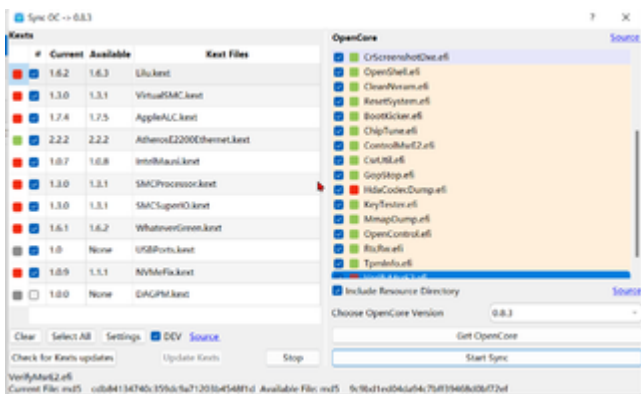 Sync OC -> 0.8.3
Kexts
# Current Available Kext Files
1.6.2 1.6.3 Lilu.kext
1.3.0 1.3.1 VirtualSMC.kext
1.7.4 1.7.5 AppleALC.kext
2.2.2 2.2.2 AtherosE2200Ethernet.kext
1.0.7 1.0.8 IntelMausi.kext
1.3.0 1.3.1 SMCProcessor.kext
1.3.0 1.3.1 SMCSuperIO.kext
1.6.1 1.6.2 WhateverGreen.kext
1.0 None USBPorts.kext
1.0.9 1.1.1 NVMeFix.kext
1.0.0 None DAGPM.kext
Clear Select All Settings DEV Source
Check for Kexts updates Update Kexts Stop
OpenCore Source
CrScreenshotDxe.efi
OpenShell.efi
CleanNvram.efi
ResetSystem.efi
BootKicker.efi
ChipTune.efi
ControlMsrE2.efi
CsrUtil.efi
GopStop.efi
HdaCodecDump.efi
KeyTester.efi
MmapDump.efi
OpenControl.efi
RtcRw.efi
TpmInfo.efi
VerifyMsrE2.efi
Include Resource Directory Source
Choose OpenCore Version 0.8.3
Get OpenCore
Start Sync
VerifyMsrE2.efi
Current File: md5 Available File: md5